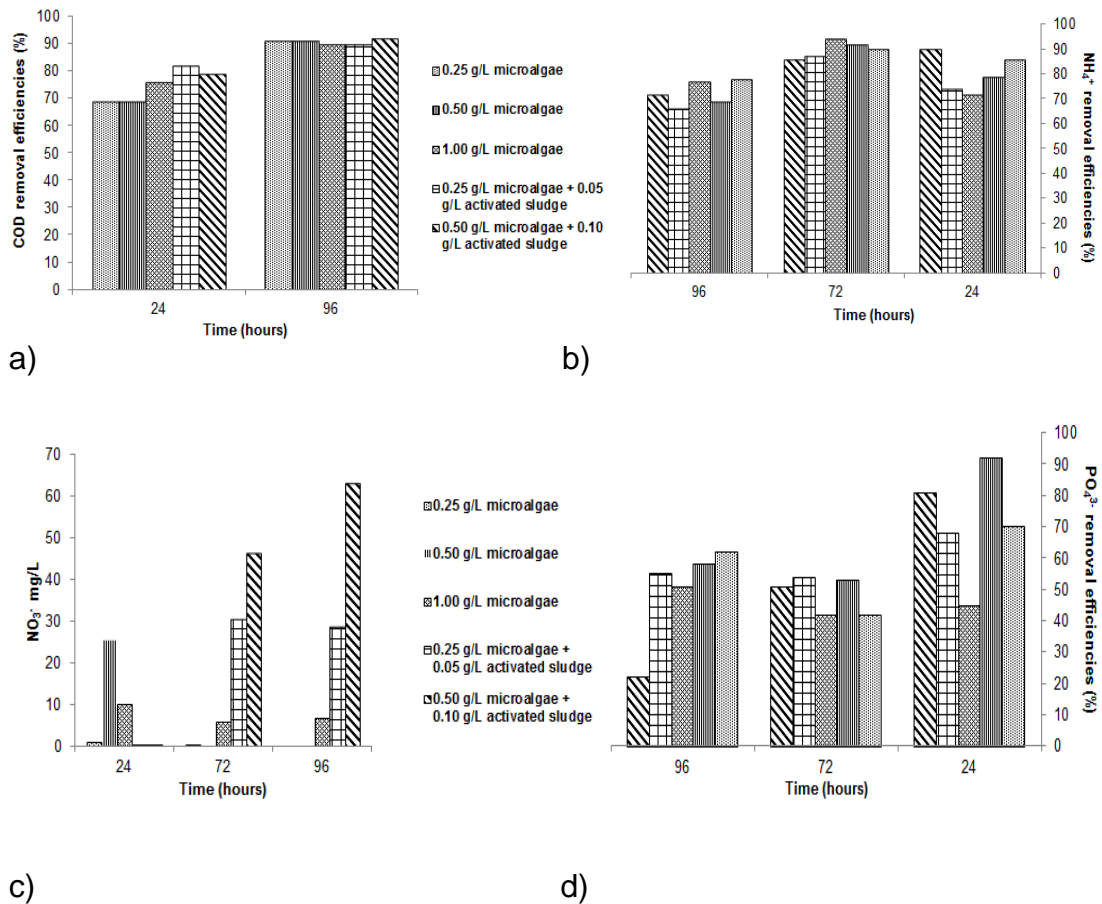 COD removal efficiencies (%)
100
90
80
70
60
50
40
30
20
10
0
24
96
Time (hours)
0.25 g/L microalgae
0.50 g/L microalgae
1.00 g/L microalgae
0.25 g/L microalgae + 0.05
g/L activated sludge
0.50 g/L microalgae + 0.10
g/L activated sludge
100
90
80
70
60
50
40
30
20
10
0
NH₄⁺ removal efficiencies (%)
96
72
24
Time (hours)
a)
b)
NO₃⁻ mg/L
70
60
50
40
30
20
10
0
24
72
96
Time (hours)
0.25 g/L microalgae
0.50 g/L microalgae
1.00 g/L microalgae
0.25 g/L microalgae +
0.05 g/L activated sludge
0.50 g/L microalgae +
0.10 g/L activated sludge
100
90
80
70
60
50
40
30
20
10
0
PO₄³⁻ removal efficiencies (%)
96
72
24
Time (hours)
c)
d)